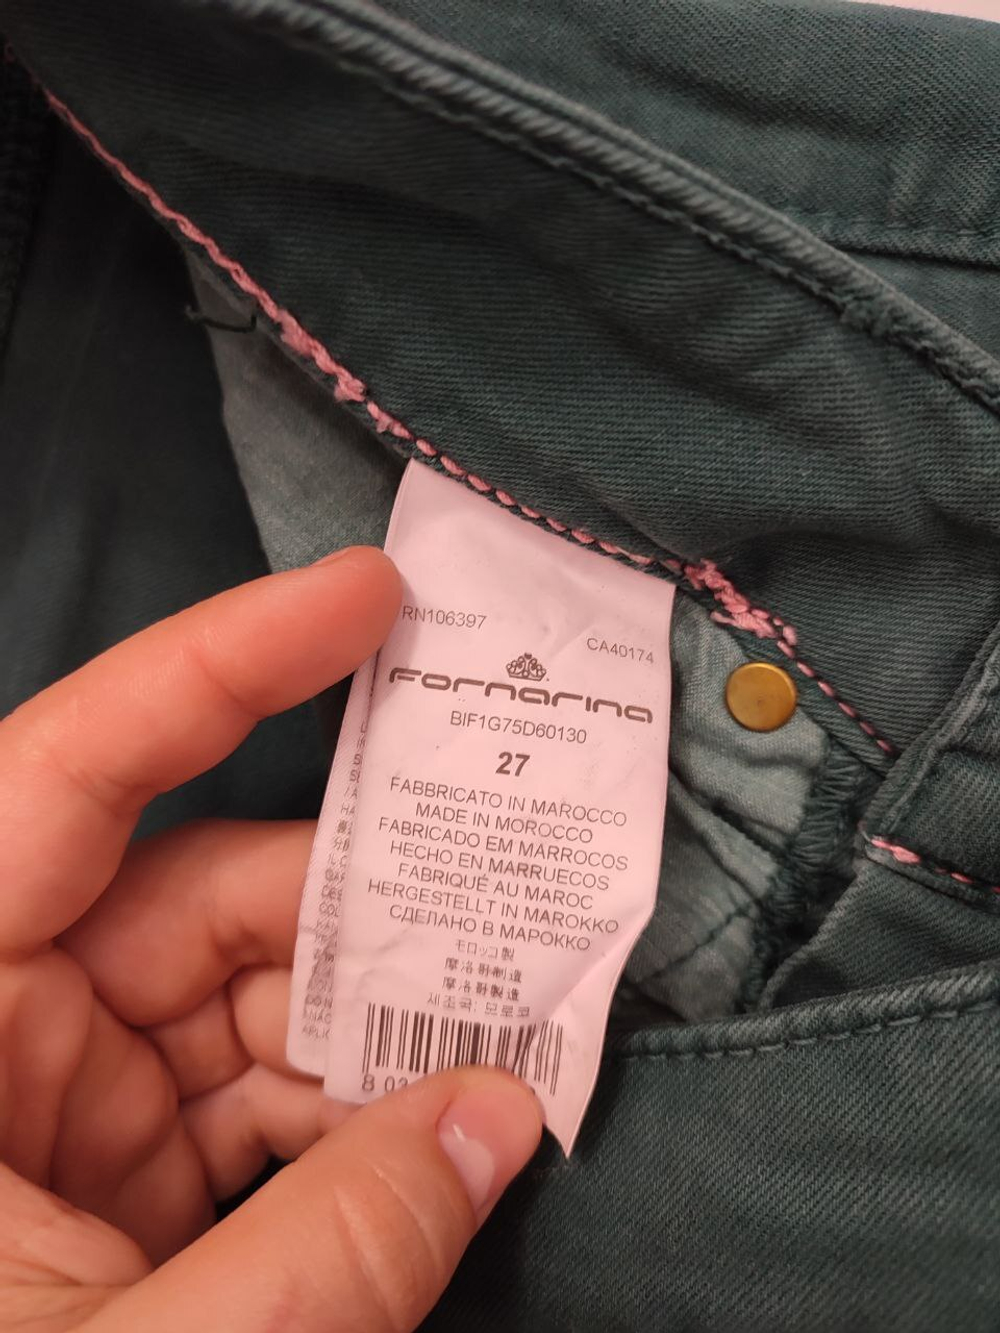 RN106397
CA40174
Fornarina
BIF1G75D60130
27
FABBRICATO IN MAROCCO
MADE IN MOROCCO
FABRICADO EM MARROCOS
HECHO EN MARRUECOS
FABRIQUÉ AU MAROC
HERGESTELLT IN MAROKKO
СДЕЛАНО В МАРОККО
モロッコ製
摩洛哥制造
摩洛哥製造
제조국: 모로코
8 03